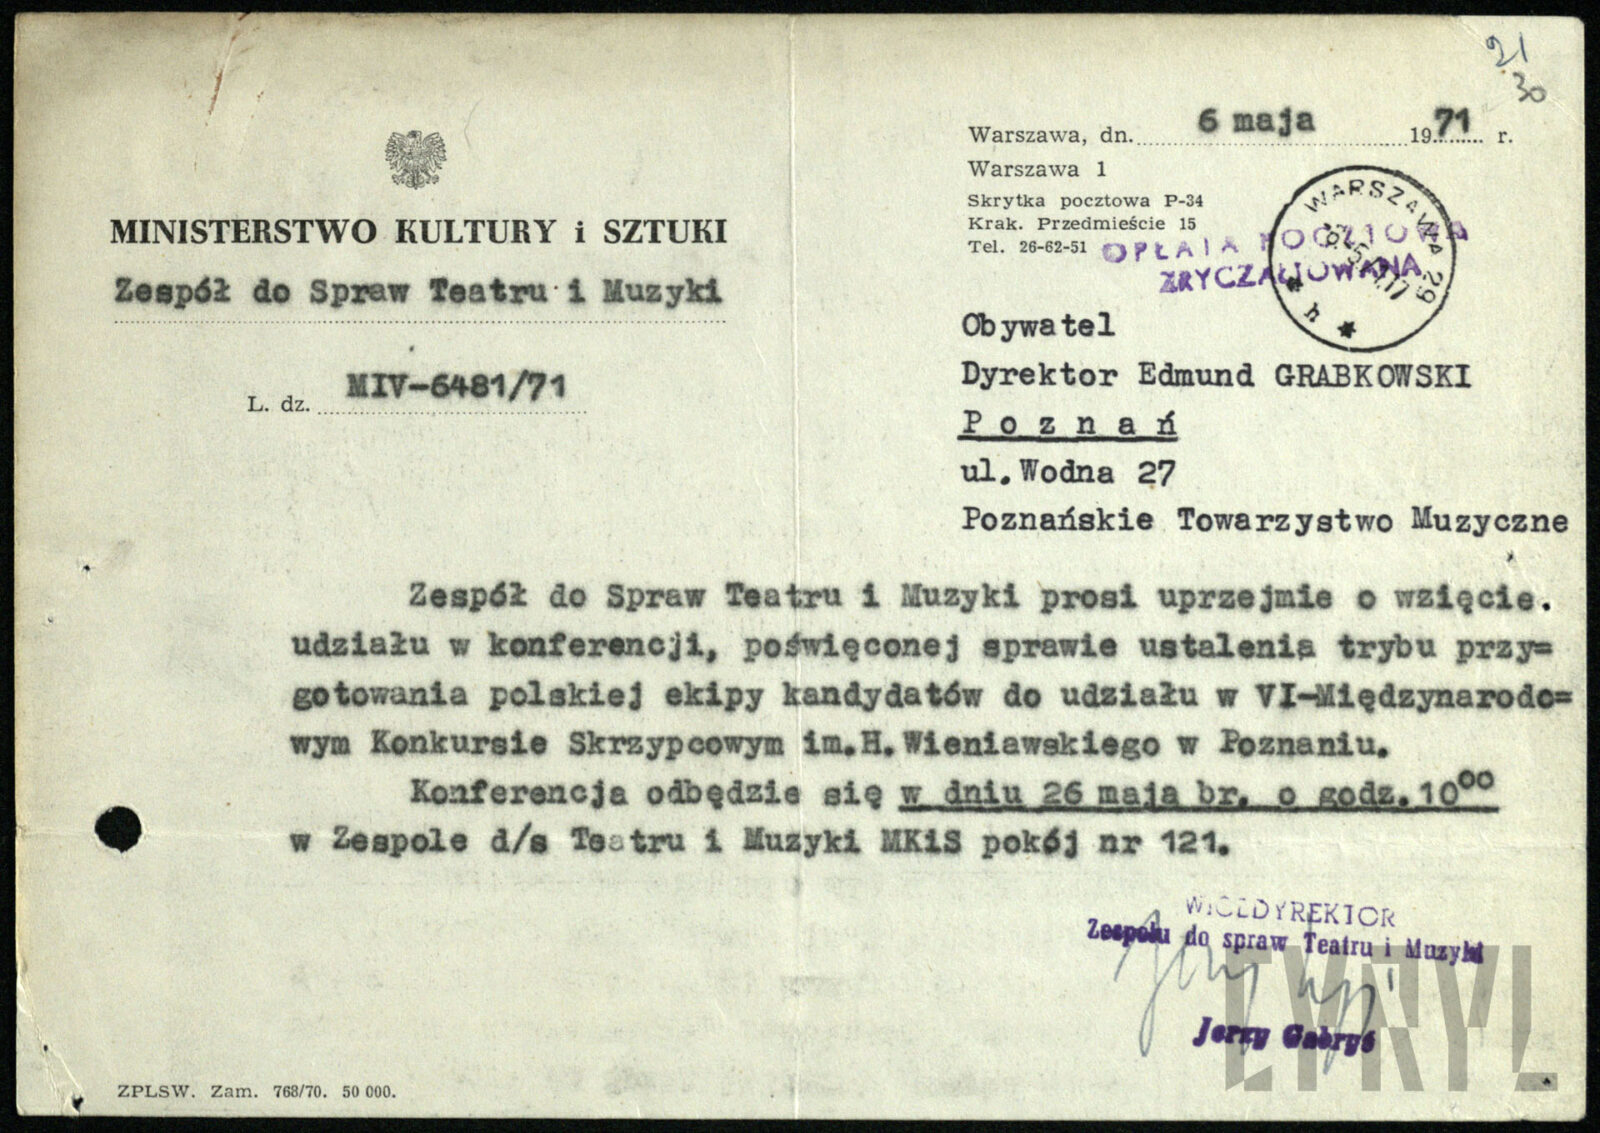 21
30
Warszawa, dn. 6 maja 1971 r.
Warszawa 1
Skrytka pocztowa P-34
Krak. Przedmieście 15
Tel. 26-62-51
OPŁATA POCZTOWA
ZRYCZAŁTOWANA
WARSZAWA 29
MINISTERSTWO KULTURY i SZTUKI
Zespół do Spraw Teatru i Muzyki
L. dz. MIV-6481/71
Obywatel
Dyrektor Edmund GRABKOWSKI
Poznań
ul.Wodna 27
Poznańskie Towarzystwo Muzyczne
Zespół do Spraw Teatru i Muzyki prosi uprzejmie o wzięcie.
udziału w konferencji, poświęconej sprawie ustalenia trybu przy=
gotowania polskiej ekipy kandydatów do udziału w VI-Międzynarodo=
wym Konkursie Skrzypcowym im.H.Wieniawskiego w Poznaniu.
Konferencja odbędzie się w dniu 26 maja br. o godz.10⁰⁰
w Zespole d/s Teatru i Muzyki MKiS pokój nr 121.
WICEDYREKTOR
Zespołu do spraw Teatru i Muzyki
Jerzy Gabryś
CYRYL
ZPLSW. Zam. 768/70. 50 000.